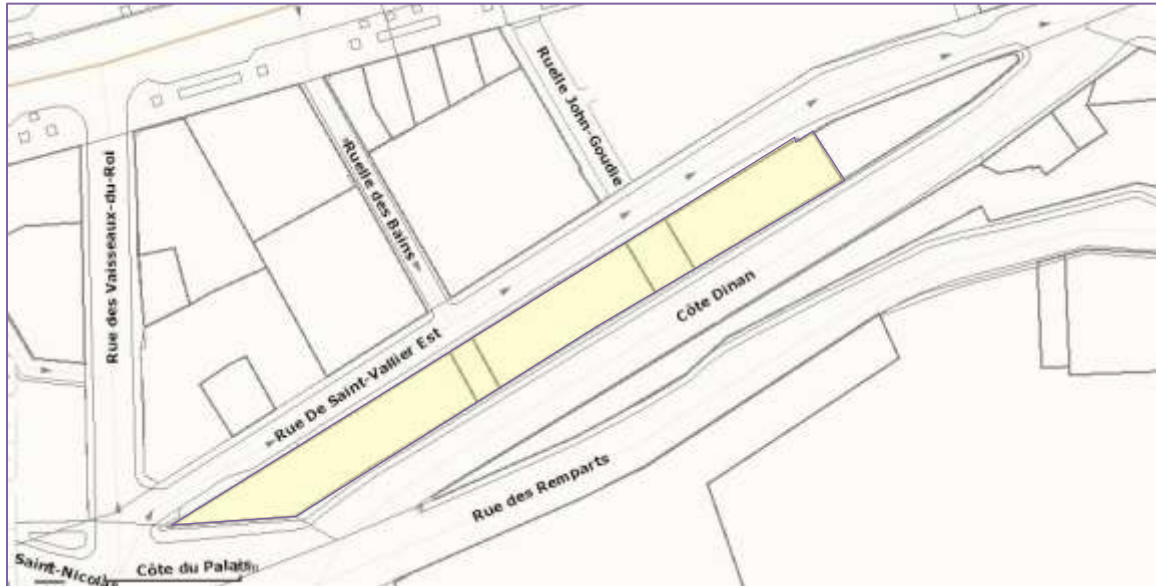 Ruelle John-Goudie
Ruelle des Bains
Rue des Vaisseaux-du-Roi
Côte Dinan
Rue De Saint-Vallier Est
Rue des Remparts
Saint-Nicolas
Côte du Palais